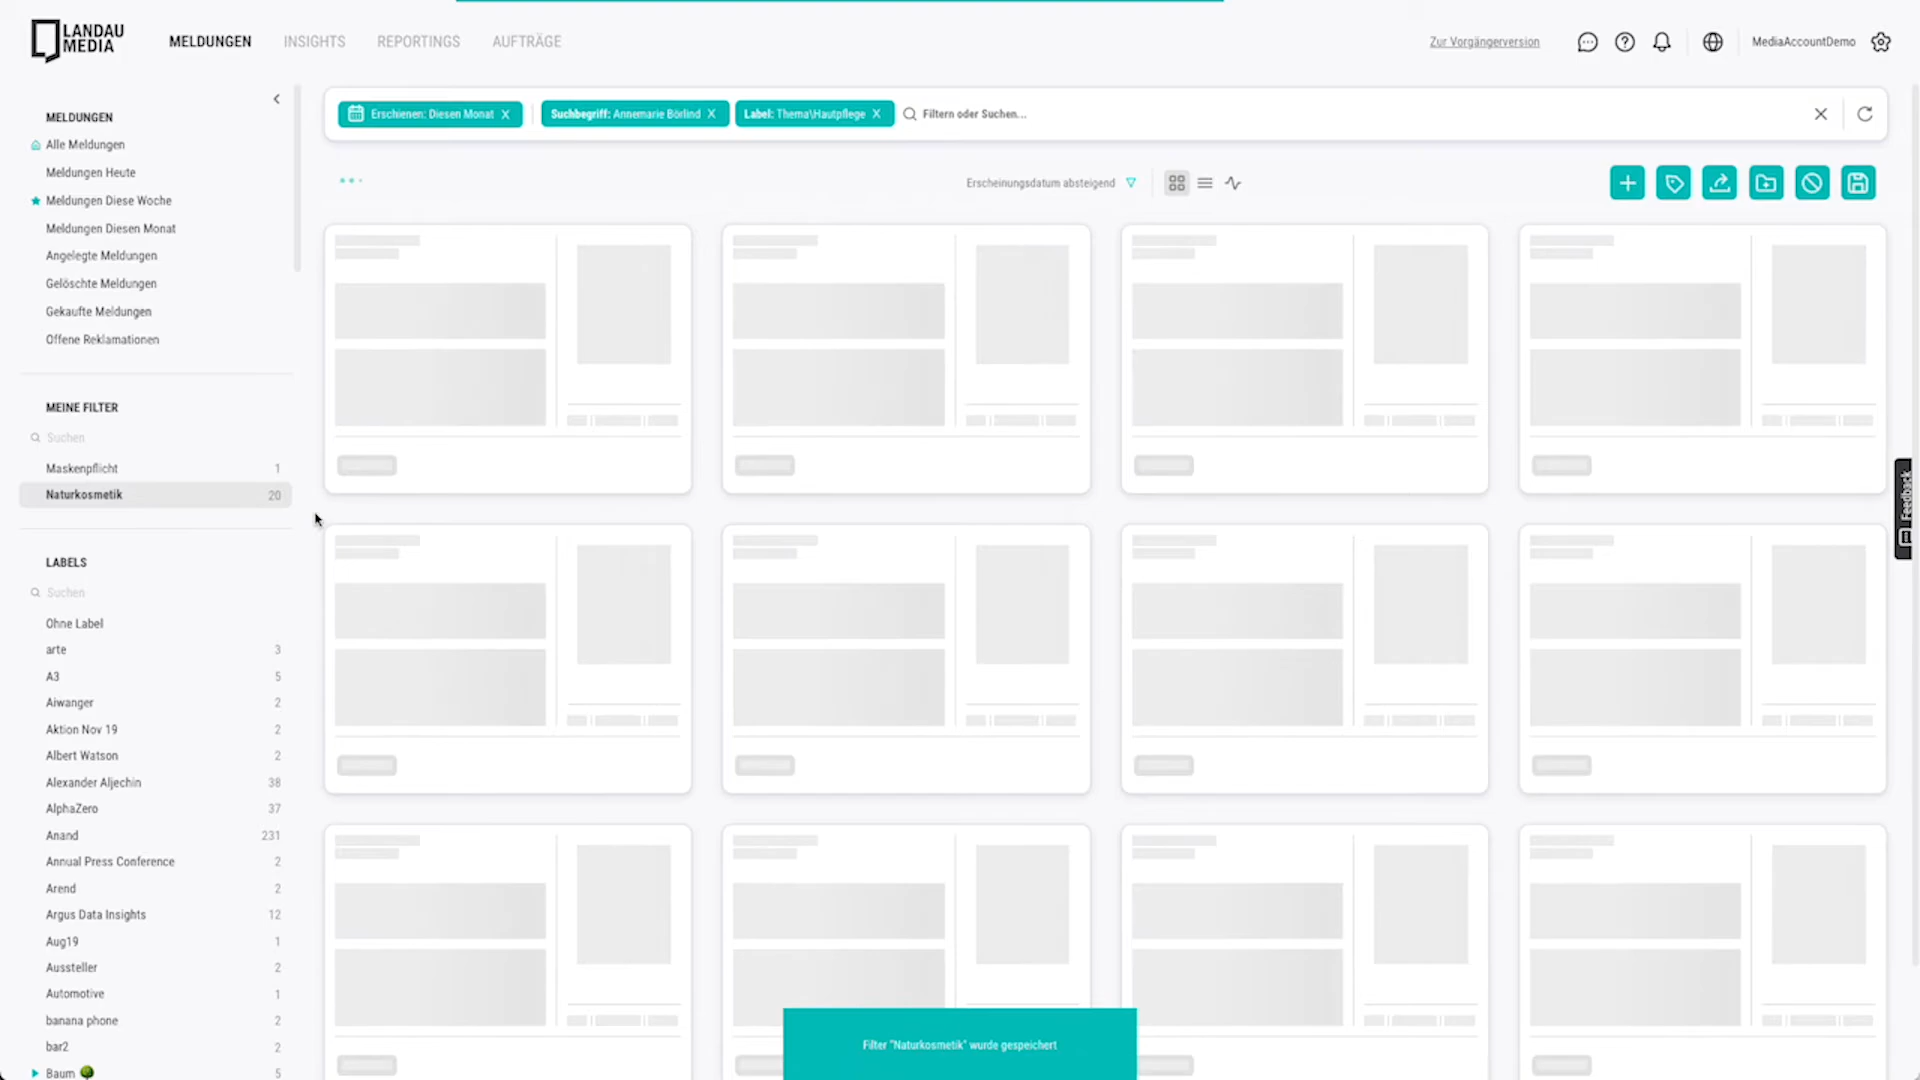 LANDAU
MEDIA
MELDUNGEN
INSIGHTS
REPORTINGS
AUFTRÄGE
Zur Vorgängerversion
MediaAccountDemo
MELDUNGEN
Alle Meldungen
Meldungen Heute
Meldungen Diese Woche
Meldungen Diesen Monat
Angelegte Meldungen
Gelöschte Meldungen
Gekaufte Meldungen
Offene Reklamationen
MEINE FILTER
Suchen
Maskenpflicht 1
Naturkosmetik 20
LABELS
Suchen
Ohne Label
arte 3
A3 5
Aiwanger 2
Aktion Nov 19 2
Albert Watson 2
Alexander Aljechin 38
AlphaZero 37
Anand 231
Annual Press Conference 2
Arend 2
Argus Data Insights 12
Aug19 1
Aussteller 2
Automotive 1
banana phone 2
bar2 2
Baum 5
Erschienen: Diesen Monat
Suchbegriff: Annemarie Börlind
Label: Thema\Hautpflege
Filtern oder Suchen...
Erscheinungsdatum absteigend
Feedback
Filter "Naturkosmetik" wurde gespeichert